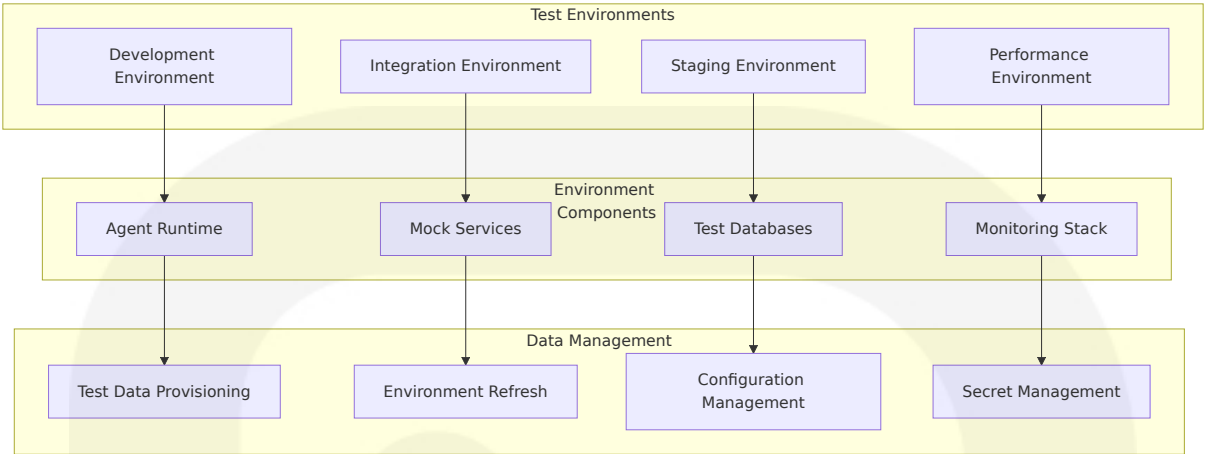 Test Environments
Development
Environment
Integration Environment
Staging Environment
Performance
Environment
Environment
Components
Agent Runtime
Mock Services
Test Databases
Monitoring Stack
Data Management
Test Data Provisioning
Environment Refresh
Configuration
Management
Secret Management